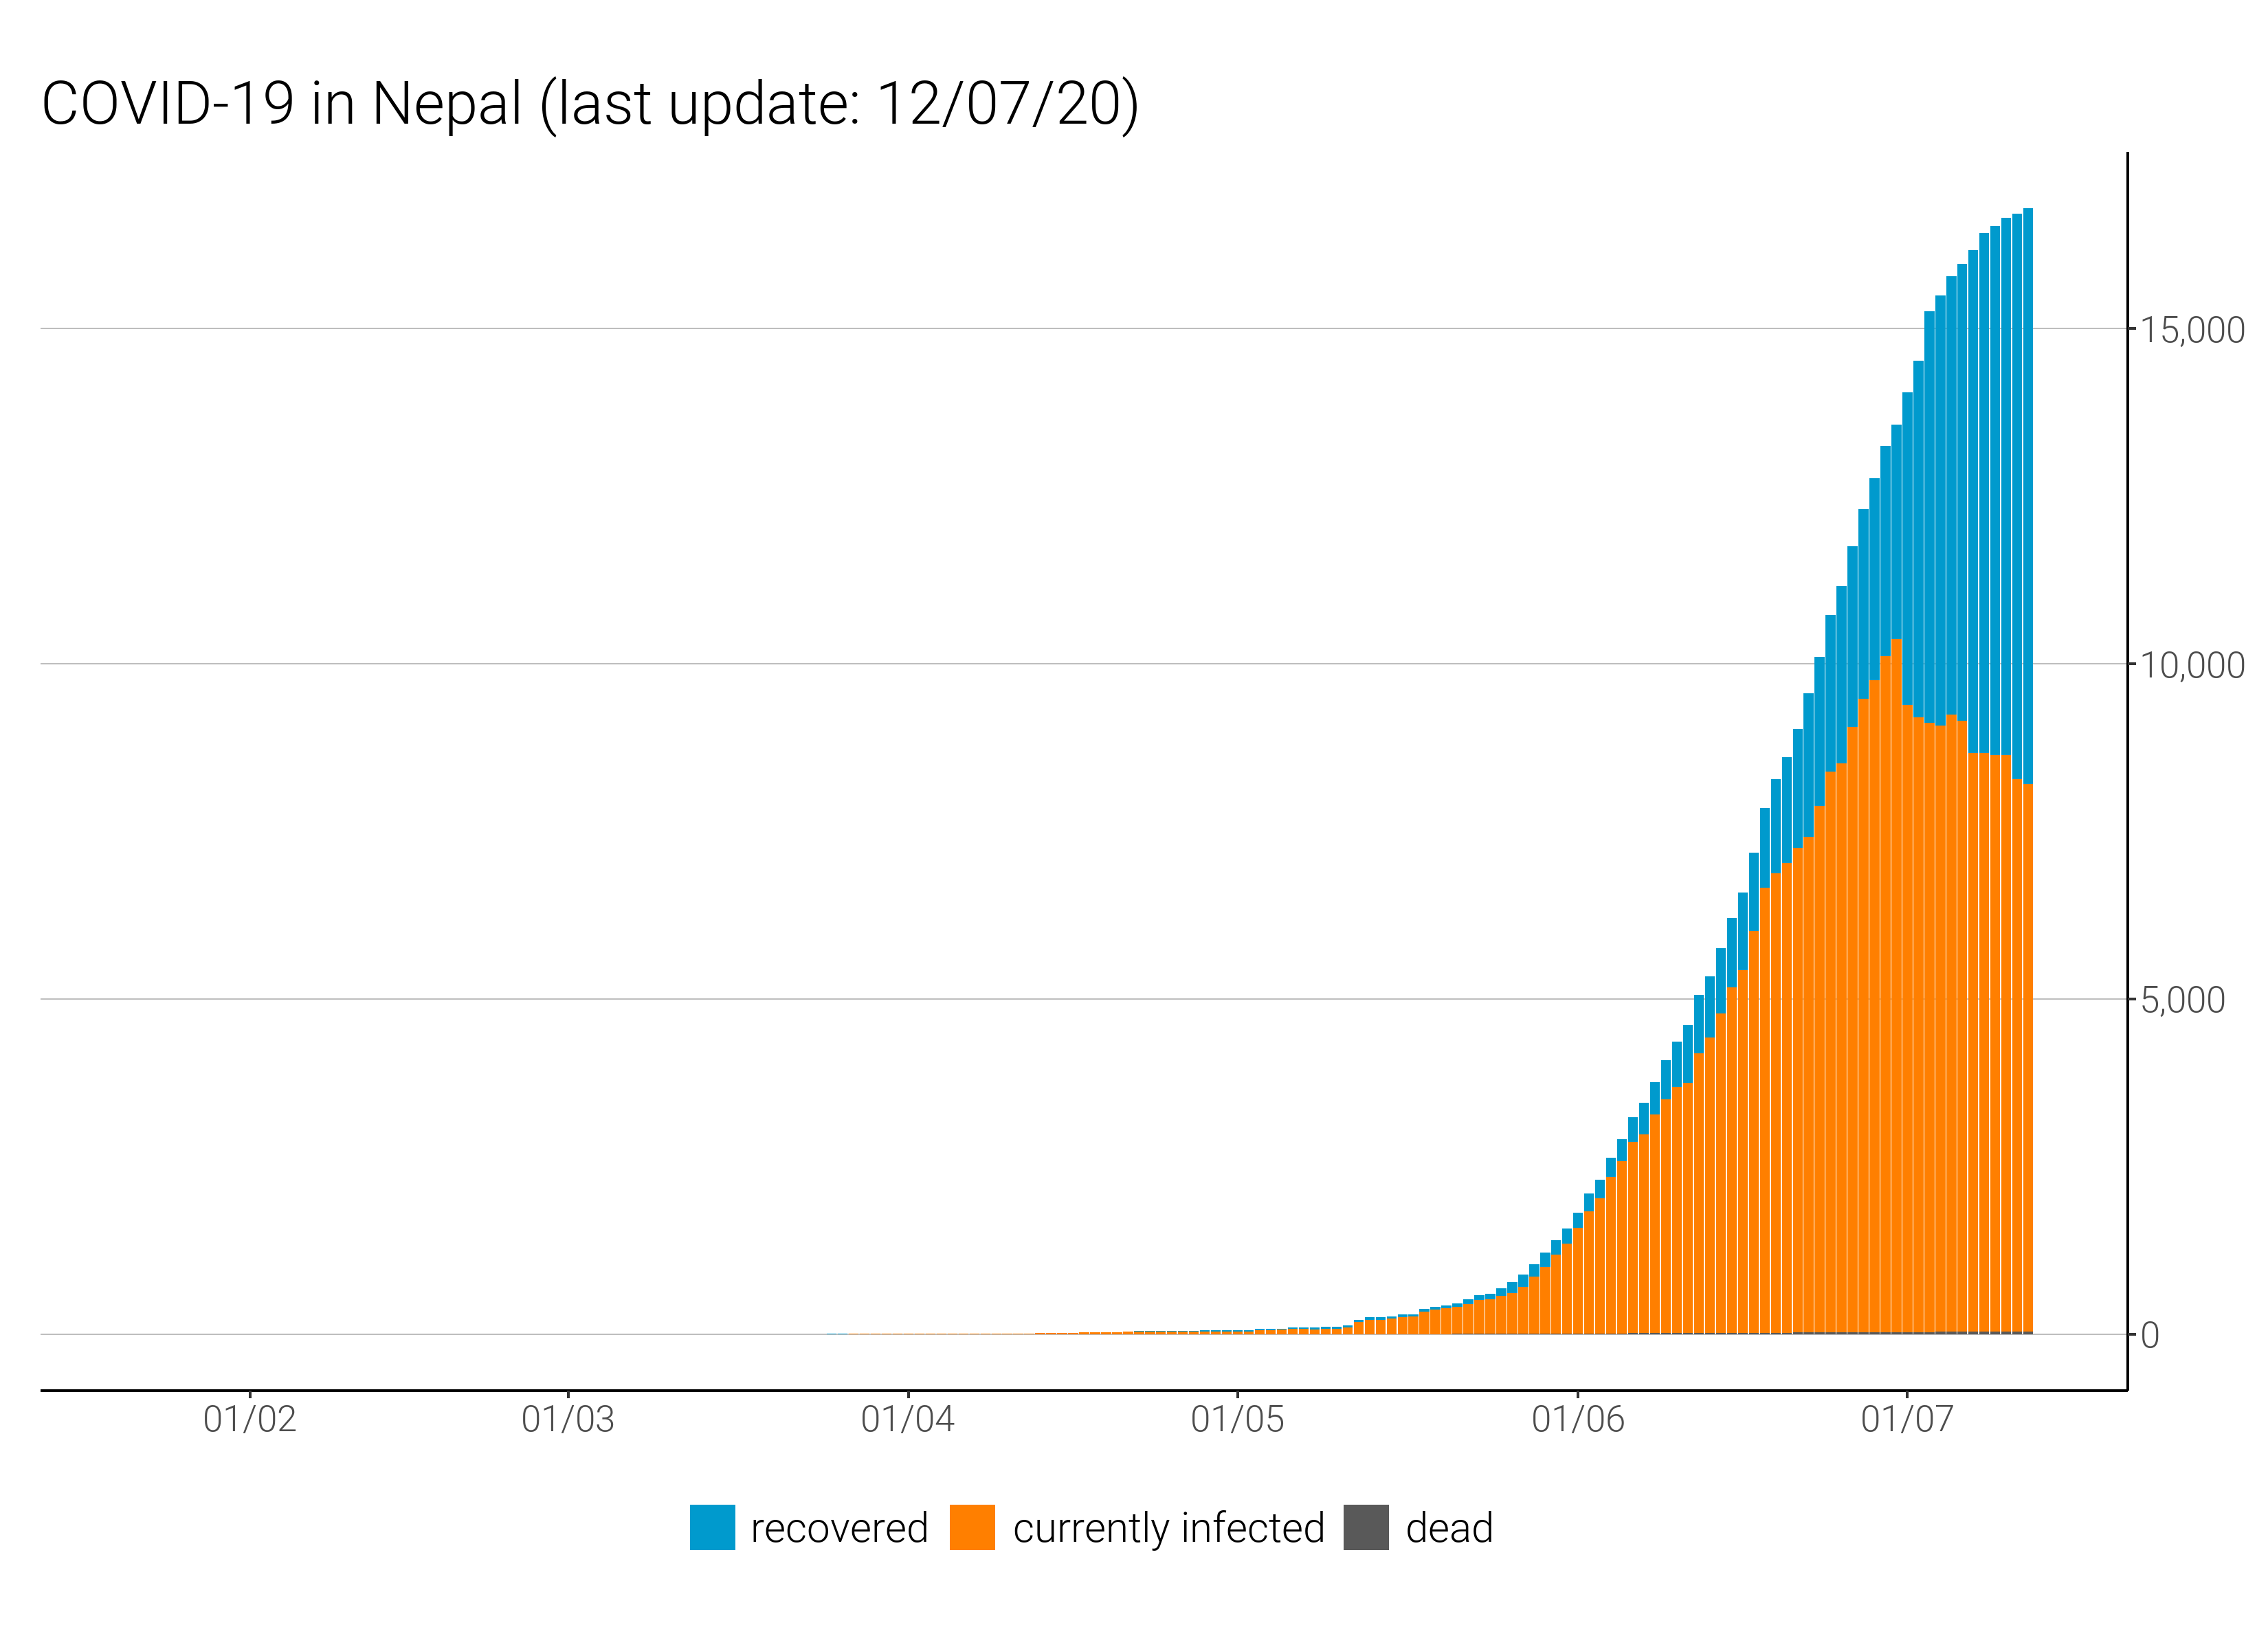 COVID-19 in Nepal (last update: 12/07/20)
15,000
10,000
5,000
0
01/02 01/03 01/04 01/05 01/06 01/07
recovered currently infected dead